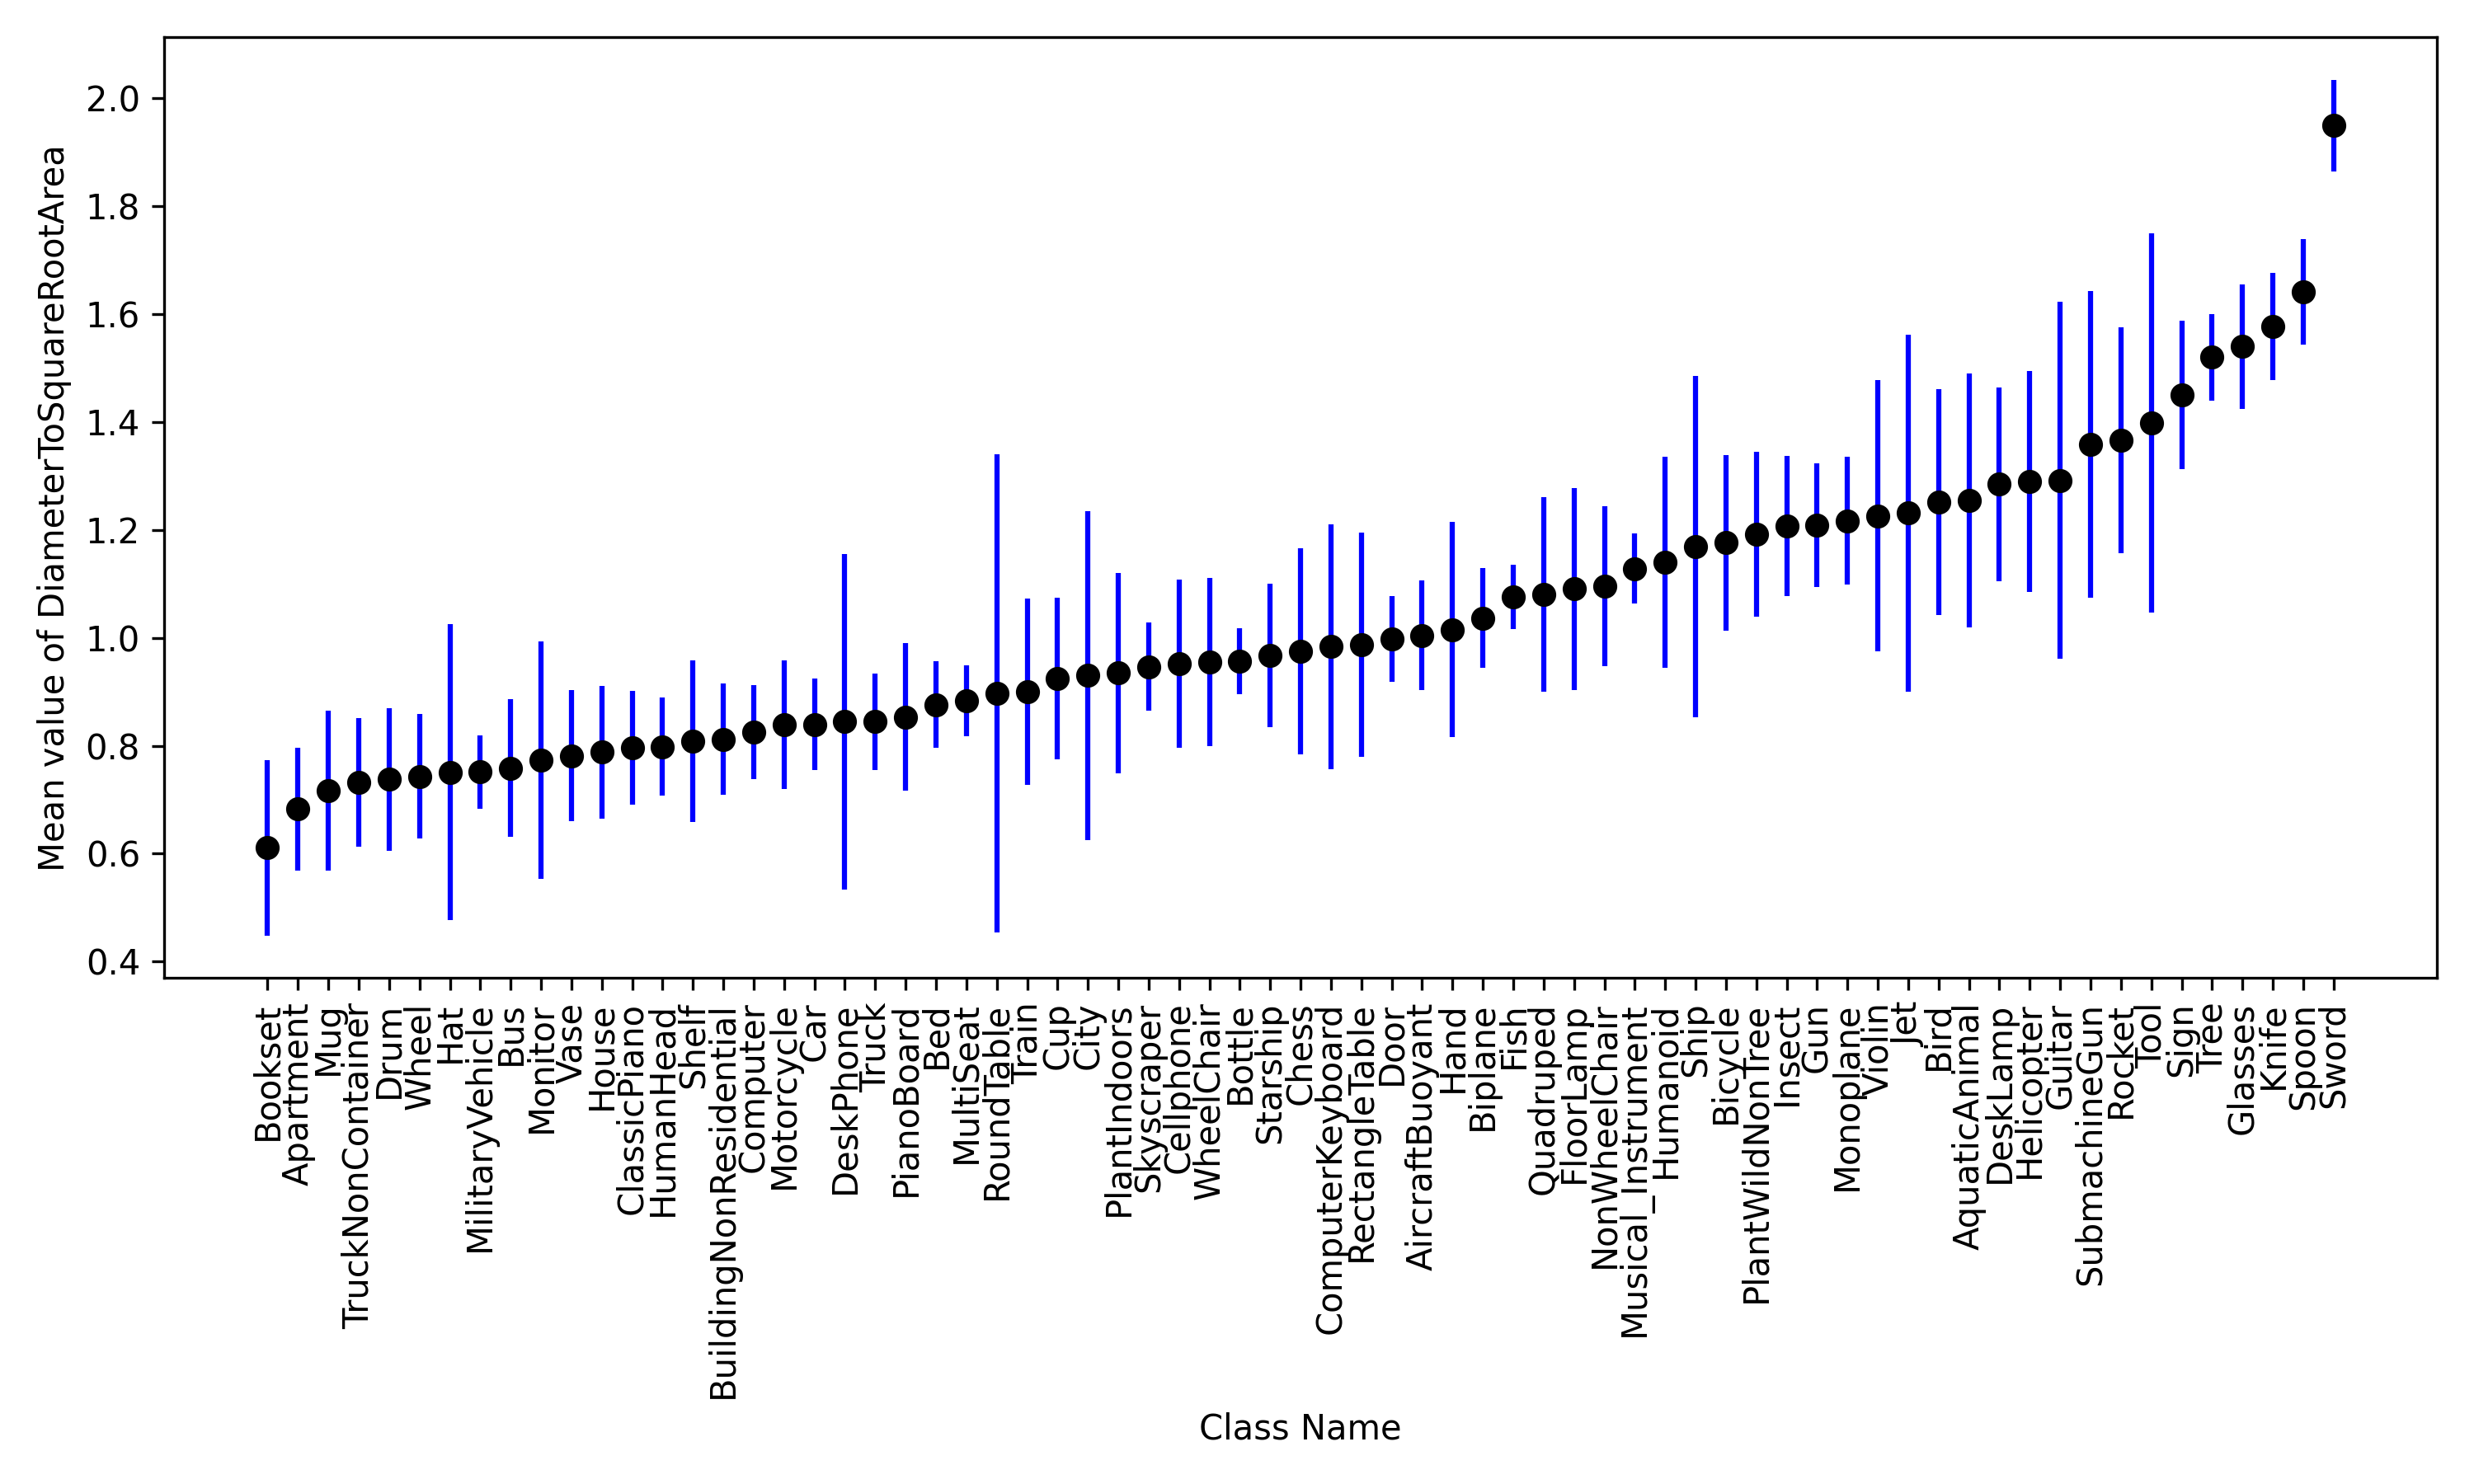 Mean value of DiameterToSquareRootArea
2.0
1.8
1.6
1.4
1.2
1.0
0.8
0.6
0.4
Bookset
Apartment
Mug
TruckNonContainer
Drum
Wheel
Hat
MilitaryVehicle
Bus
Monitor
Vase
House
ClassicPiano
HumanHead
Shelf
BuildingNonResidential
Computer
Motorcycle
Car
DeskPhone
Truck
PianoBoard
Bed
MultiSeat
RoundTable
Train
Cup
City
PlantIndoors
Skyscraper
Cellphone
WheelChair
Bottle
Starship
Chess
ComputerKeyboard
RectangleTable
Door
AircraftBuoyant
Hand
Biplane
Fish
Quadruped
FloorLamp
NonWheelChair
Musical_Instrument
Humanoid
Ship
Bicycle
PlantWildNonTree
Insect
Gun
Monoplane
Violin
Jet
Bird
AquaticAnimal
DeskLamp
Helicopter
Guitar
SubmachineGun
Rocket
Tool
Sign
Tree
Glasses
Knife
Spoon
Sword
Class Name